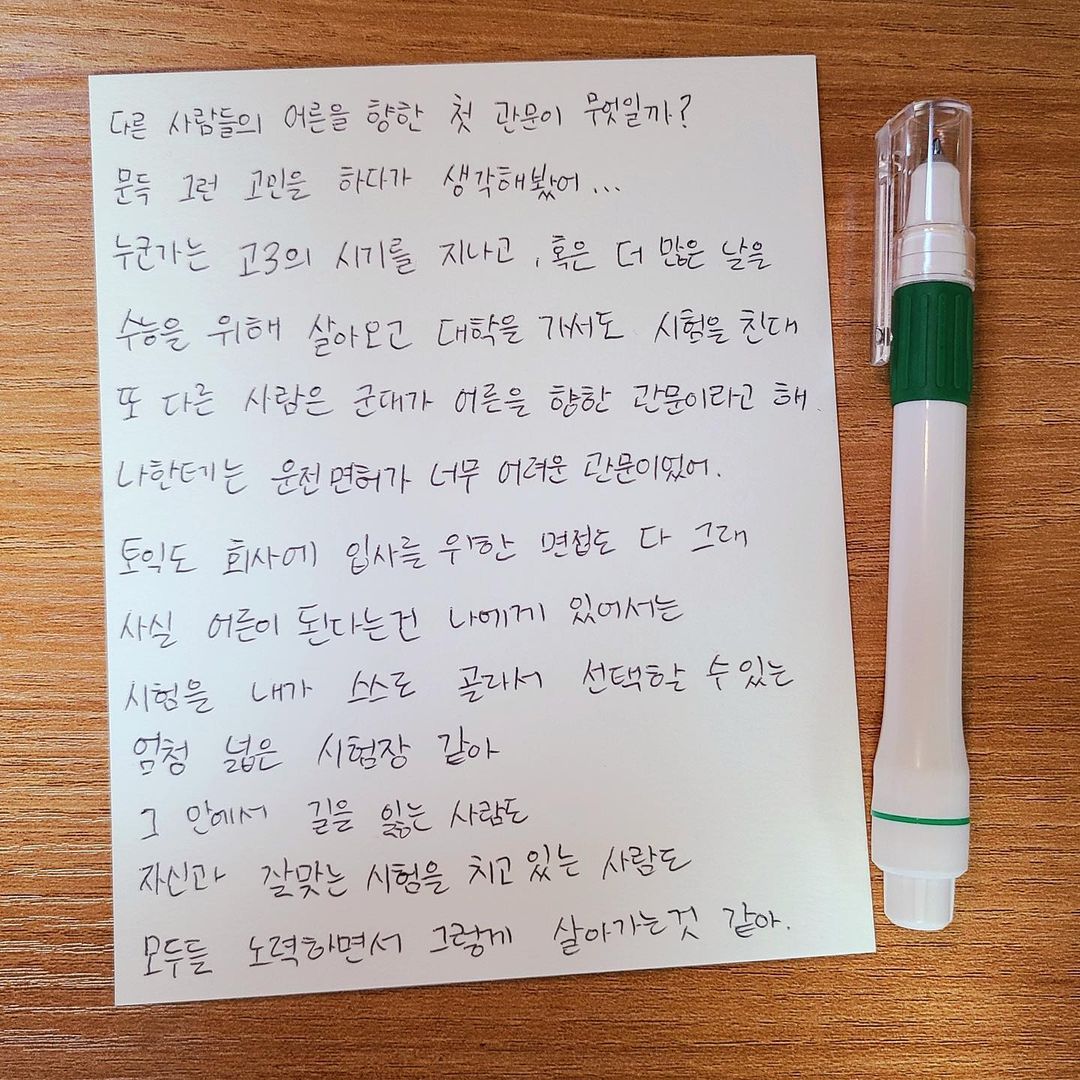 다른 사람들의 어른을 향한 첫 관문이 무엇일까?
문득 그런 고민을 하다가 생각해봤어...
누군가는 고3의 시기를 지나고, 혹은 더 많은 날을
수능을 위해 살아오고 대학을 가서도 시험을 친대
또 다른 사람은 군대가 어른을 향한 관문이라고 해.
나한테는 운전면허가 너무 어려운 관문이었어.
토익도 회사에 입사를 위한 면접도 다 그래
사실 어른이 된다는건 나에게 있어서는
시험을 내가 스스로 골라서 선택할 수 있는
엄청 넓은 시험장 같아
그 안에서 길을 잃는 사람도
자신과 잘맞는 시험을 치고 있는 사람도
모두들 노력하면서 그렇게 살아가는것 같아.